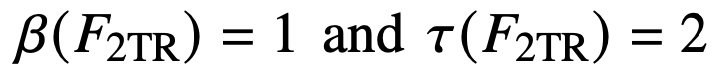 β(F₂TR) = 1 and τ(F₂TR) = 2